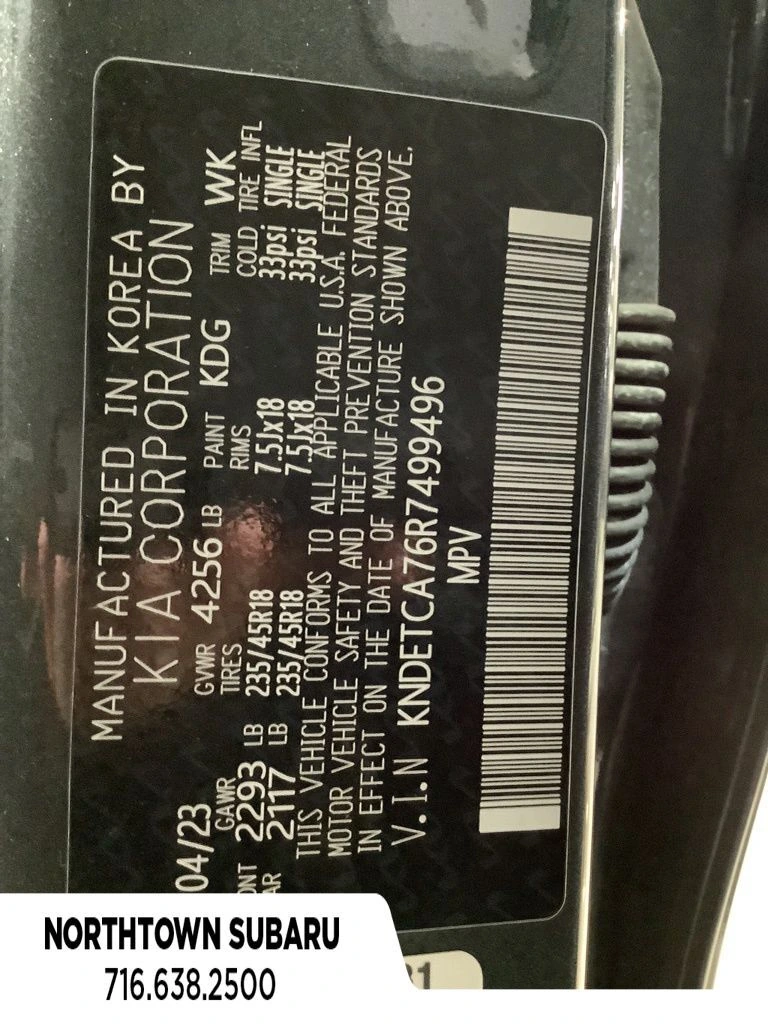 MANUFACTURED IN KOREA BY
KIA CORPORATION
04/23 GVWR 4256 LB PAINT KDG TRIM WK
GAWR TIRES RIMS COLD TIRE INFL
2293 LB 235/45R18 7.5Jx18 33psi SINGLE
2117 LB 235/45R18 7.5Jx18 33psi SINGLE
THIS VEHICLE CONFORMS TO ALL APPLICABLE U.S.A. FEDERAL
MOTOR VEHICLE SAFETY AND THEFT PREVENTION STANDARDS
IN EFFECT ON THE DATE OF MANUFACTURE SHOWN ABOVE.
V.I.N KNDETCA76R7499496
MPV
NORTHTOWN SUBARU
716.638.2500